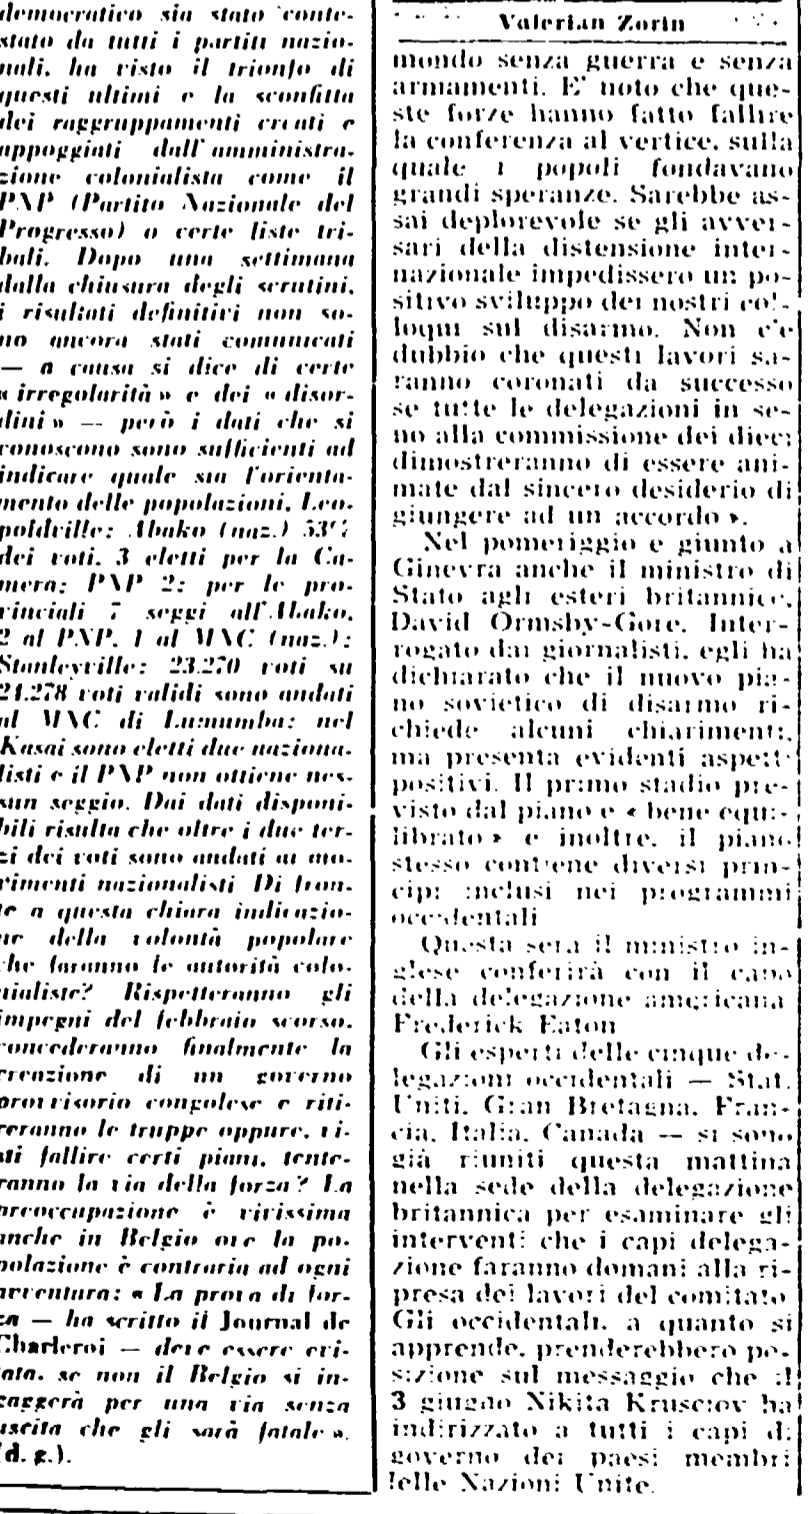 democratico sia stato conte-
stato da tutti i partiti nazio-
nali, ha visto il trionfo di
questi ultimi e la sconfitta
dei raggruppamenti creati e
appoggiati dall'amministra-
zione colonialista come il
PNP (Partito Nazionale del
Progresso) o certe liste tri-
bali. Dopo una settimana
dalla chiusura degli scrutini,
i risultati definitivi non so-
no ancora stati comunicati
— a causa si dice di certe
« irregolarità » e dei « disor-
dini » — però i dati che si
conoscono sono sufficienti ad
indicare quale sia l'orienta-
mento delle popolazioni. Leo-
poldville: Abako (naz.) 53%
dei voti, 3 eletti per la Ca-
mera; PNP 2; per le pro-
vinciali 7 seggi all'Abako,
2 al PNP, 1 al MNC (naz.);
Stanleyville: 23.270 voti su
24.278 voti validi sono andati
al MNC di Lumumba; nel
Kasai sono eletti due naziona-
listi e il PNP non ottiene nes-
sun seggio. Dai dati disponi-
bili risulta che oltre i due ter-
zi dei voti sono andati ai mo-
vimenti nazionalisti. Di fron-
te a questa chiara indicazio-
ne della volontà popolare
che faranno le autorità colo-
nialiste? Rispetteranno gli
impegni del febbraio scorso,
concederanno finalmente la
creazione di un governo
provvisorio congolese e riti-
reranno le truppe oppure, vi-
sti fallire certi piani, tente-
ranno la via della forza? La
preoccupazione è vivissima
anche in Belgio ove la po-
polazione è contraria ad ogni
avventura: « La prova di for-
za — ha scritto il Journal de
Charleroi — deve essere evi-
tata, se non il Belgio si in-
gaggerà per una via senza
uscita che gli sarà fatale ».
(d. g.).
Valerian Zorin
mondo senza guerra e senza
armamenti. E' noto che que-
ste forze hanno fatto fallire
la conferenza al vertice, sulla
quale i popoli fondavano
grandi speranze. Sarebbe as-
sai deplorevole se gli avver-
sari della distensione inter-
nazionale impedissero un po-
sitivo sviluppo dei nostri col-
loqui sul disarmo. Non c'è
dubbio che questi lavori sa-
ranno coronati da successo
se tutte le delegazioni in se-
no alla commissione dei dieci
dimostreranno di essere ani-
mate dal sincero desiderio di
giungere ad un accordo ».
Nel pomeriggio e giunto a
Ginevra anche il ministro di
Stato agli esteri britannico,
David Ormsby-Gore. Inter-
rogato dai giornalisti, egli ha
dichiarato che il nuovo pia-
no sovietico di disarmo ri-
chiede alcuni chiarimenti,
ma presenta evidenti aspetti
positivi. Il primo stadio pre-
visto dal piano e « bene equi-
librato » e inoltre, il piano
stesso contiene diversi prin-
cipi inclusi nei programmi
occidentali
Questa sera il ministro in-
glese conferirà con il capo
della delegazione americana
Frederick Eaton
Gli esperti delle cinque de-
legazioni occidentali — Stati
Uniti, Gran Bretagna, Fran-
cia, Italia, Canada — si sono
già riuniti questa mattina
nella sede della delegazione
britannica per esaminare gli
interventi che i capi delega-
zione faranno domani alla ri-
presa dei lavori del comitato
Gli occidentali, a quanto si
apprende, prenderebbero po-
sizione sul messaggio che il
3 giugno Nikita Krusciov ha
indirizzato a tutti i capi di
governo dei paesi membri
delle Nazioni Unite.